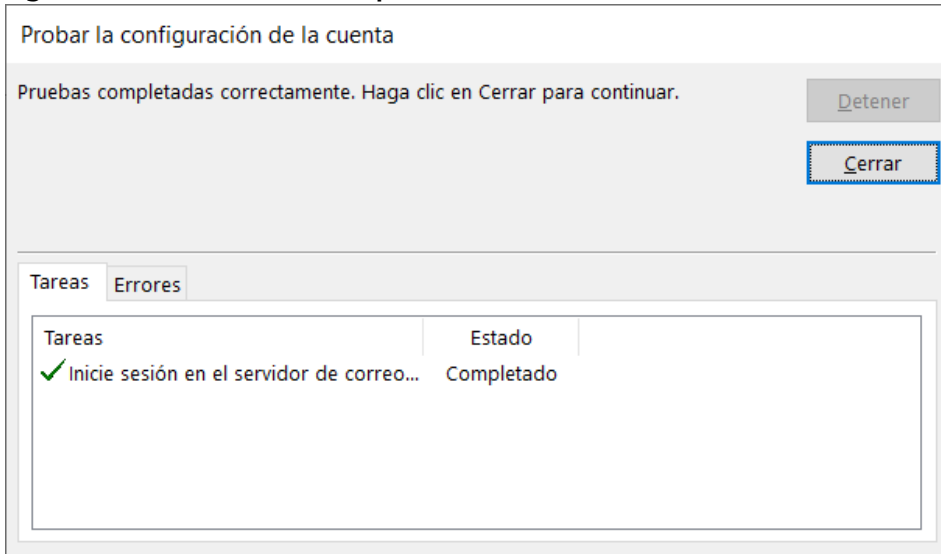 Probar la configuración de la cuenta
Pruebas completadas correctamente. Haga clic en Cerrar para continuar.
Detener
Cerrar
Tareas Errores
Tareas Estado
Inicie sesión en el servidor de correo... Completado